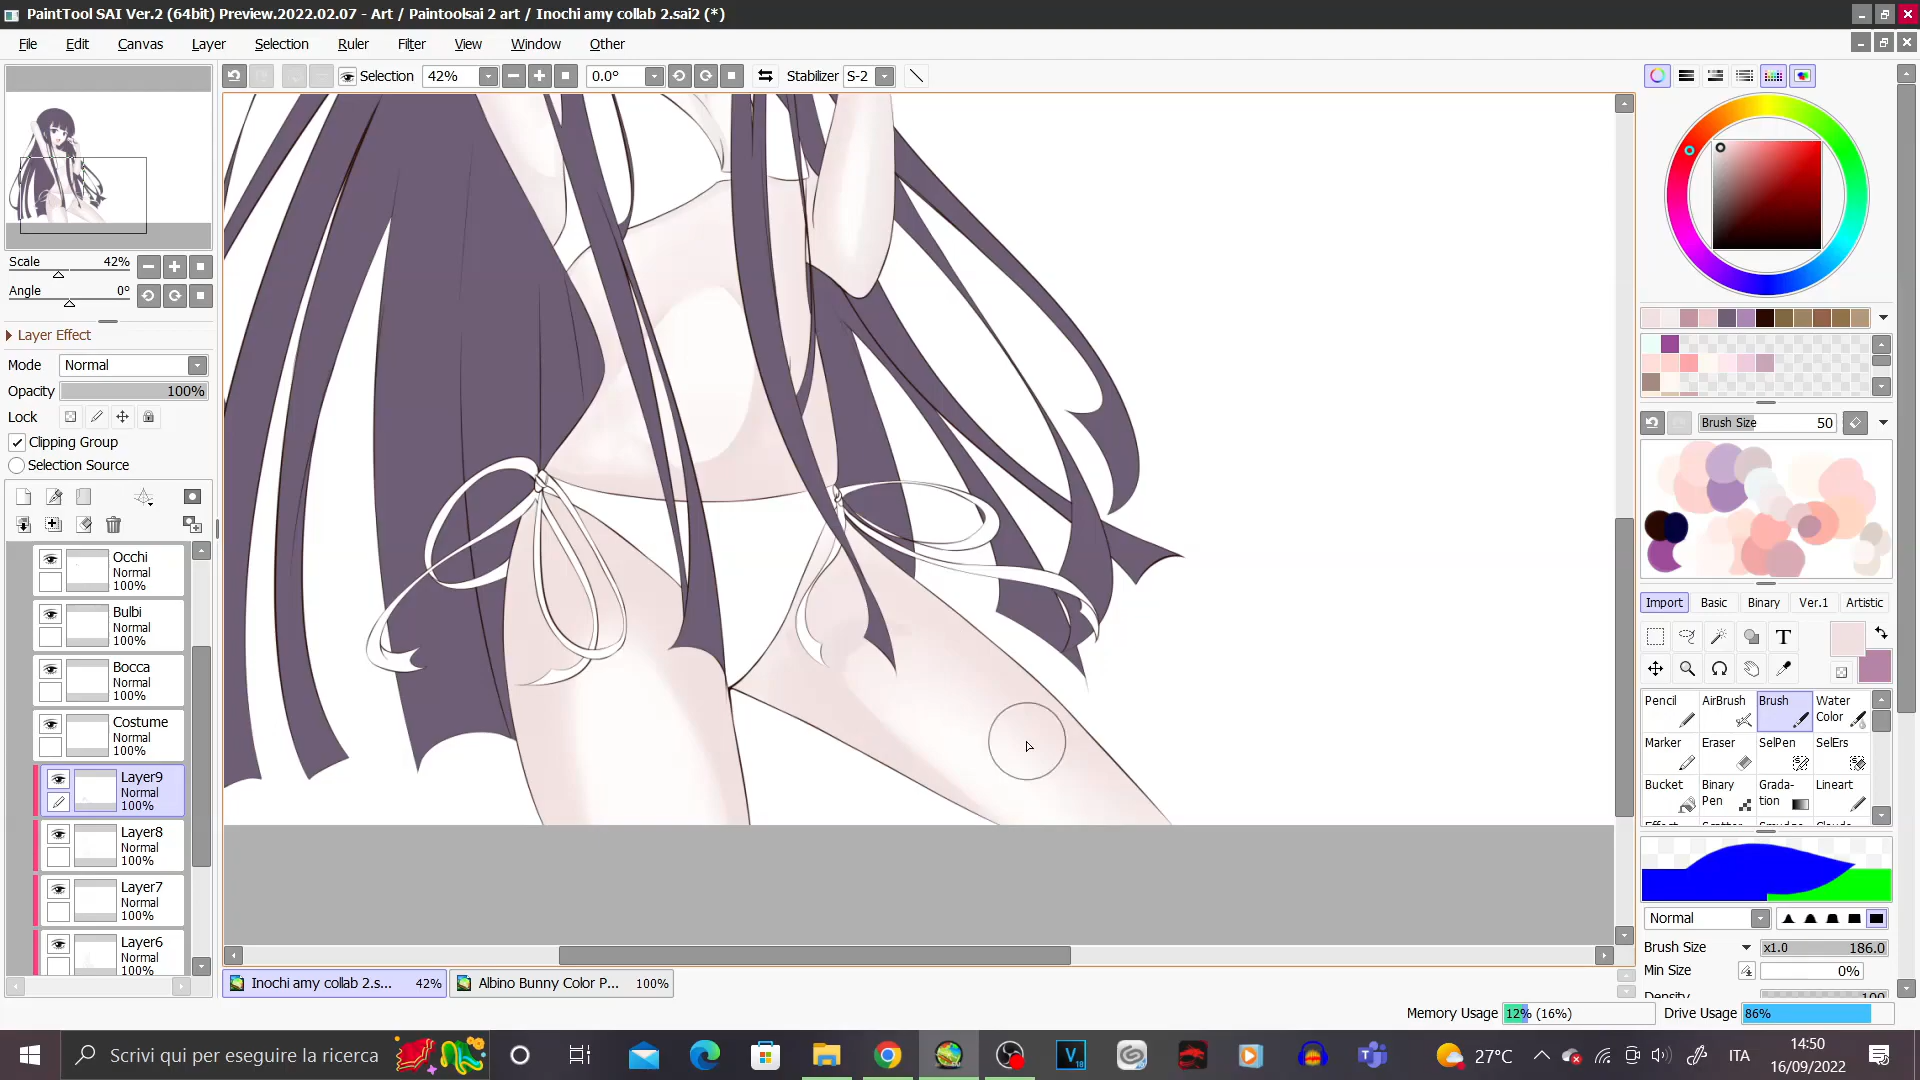 PaintTool SAI Ver.2 (64bit) Preview.2022.02.07 - Art / Paintoolsai 2 art / Inochi amy collab 2.sai2 (*)
File Edit Canvas Layer Selection Ruler Filter View Window Other
Selection 42% 0.0° Stabilizer S-2
Scale 42%
Angle 0°
Layer Effect
Mode Normal
Opacity 100%
Lock
Clipping Group
Selection Source
Occhi
Normal
100%
Bulbi
Normal
100%
Bocca
Normal
100%
Costume
Normal
100%
Layer9
Normal
100%
Layer8
Normal
100%
Layer7
Normal
100%
Layer6
Normal
100%
Brush Size 50
Import Basic Binary Ver.1 Artistic
T
Pencil AirBrush Brush Water Color
Marker Eraser SelPen SelErs
Bucket Binary Pen Grada-tion Lineart
Normal
Brush Size x1.0 186.0
Min Size 0%
Density 100
Inochi amy collab 2.s... 42% Albino Bunny Color P... 100%
Memory Usage 12% (16%) Drive Usage 86%
Scrivi qui per eseguire la ricerca
27°C ITA
14:50
16/09/2022